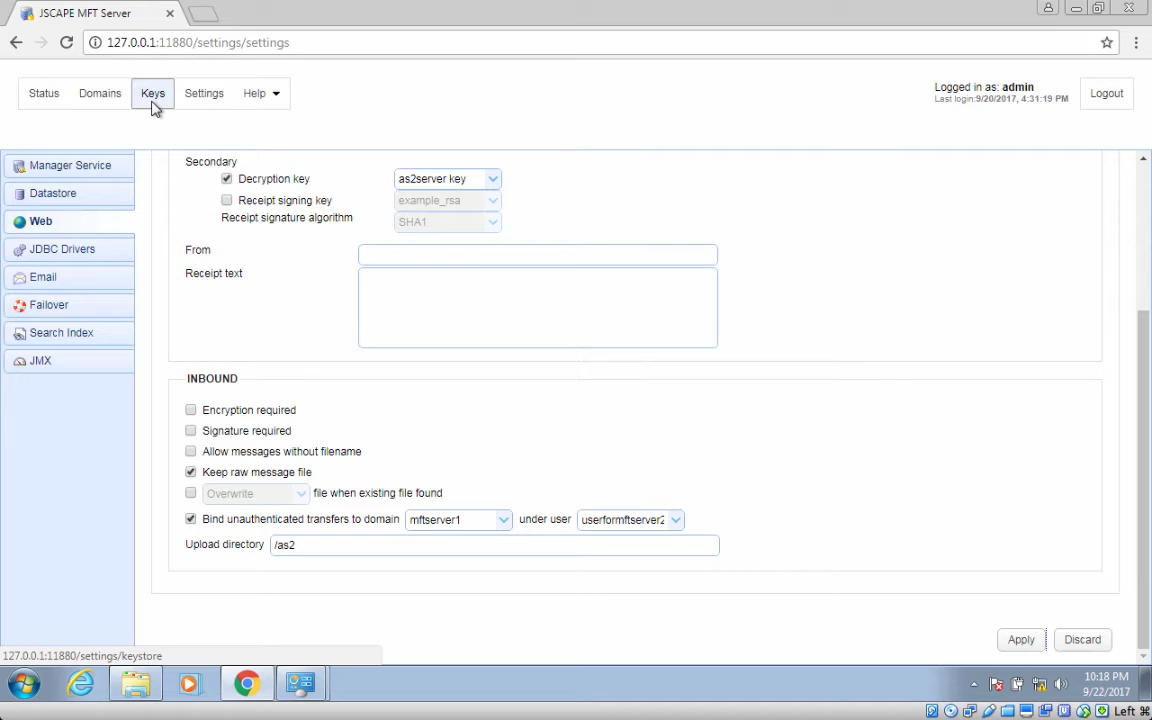 JSCAPE MFT Server
127.0.0.1:11880/settings/settings
Status
Domains
Keys
Settings
Help
Logged in as: admin
Last login:9/20/2017, 4:31:19 PM
Logout
Manager Service
Datastore
Web
JDBC Drivers
Email
Failover
Search Index
JMX
Secondary
Decryption key
as2server key
Receipt signing key
example_rsa
Receipt signature algorithm
SHA1
From
Receipt text
INBOUND
Encryption required
Signature required
Allow messages without filename
Keep raw message file
Overwrite file when existing file found
Bind unauthenticated transfers to domain mftserver1 under user userformftserver2
Upload directory /as2
Apply
Discard
127.0.0.1:11880/settings/keystore
10:18 PM
9/22/2017
Left ⌘